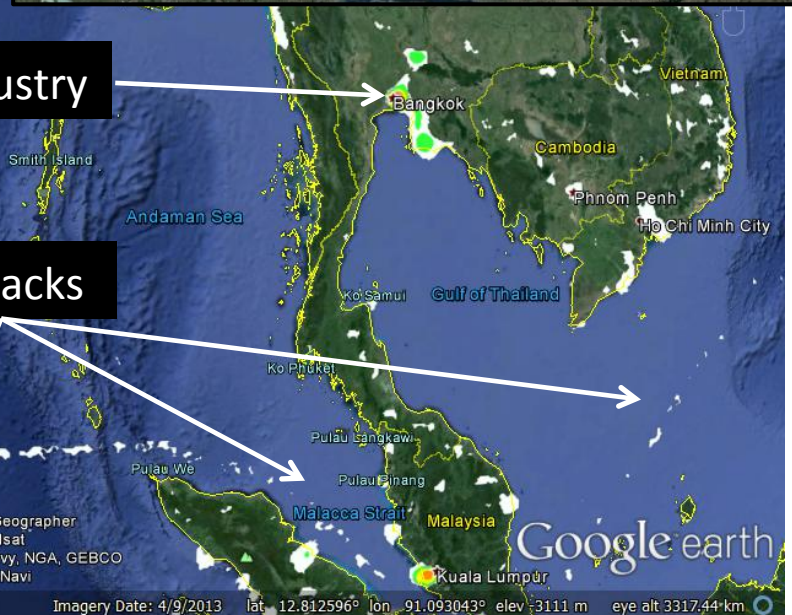 ustry
Bangkok
Vietnam
Smith Island
Cambodia
Phnom Penh
Andaman Sea
Ho Chi Minh City
acks
Ko Samui
Gulf of Thailand
Ko Phuket
Pulau Langkawi
Pulau We
Pulau Pinang
Malacca Strait
Malaysia
Geographer
lsat
vy, NGA, GEBCO
Navi
Google earth
Kuala Lumpur
Imagery Date: 4/9/2013 lat 12.812596° lon 91.093043° elev -3111 m eye alt 3317.44 km